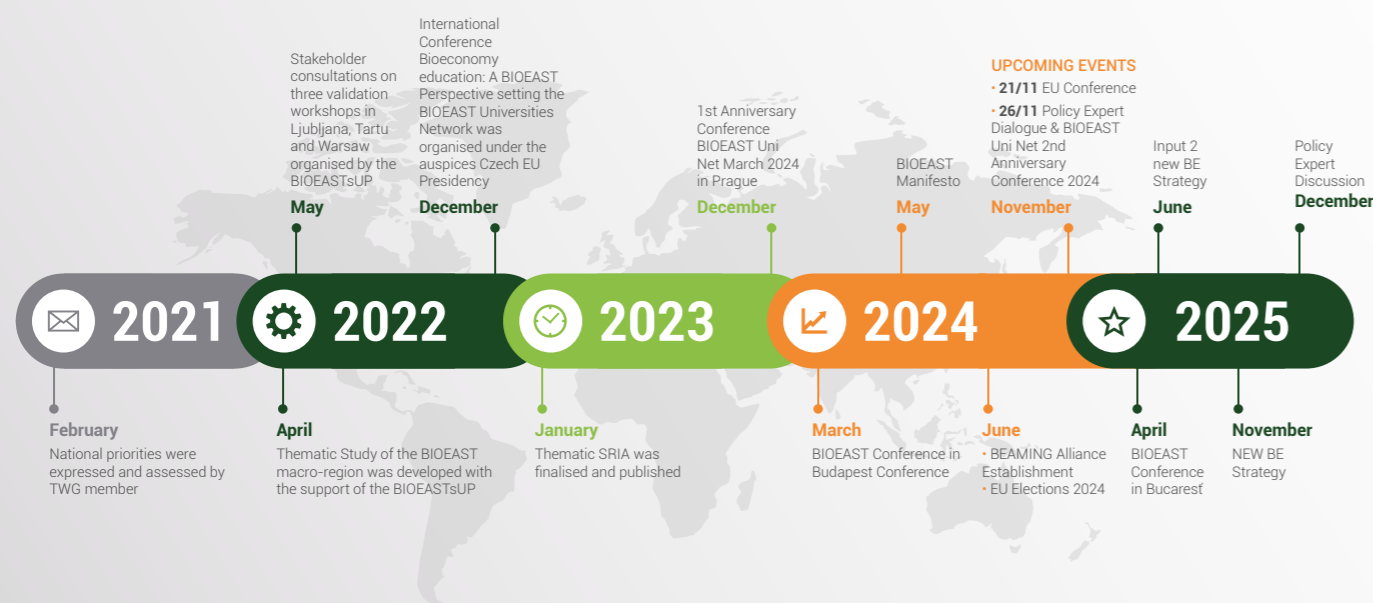 Stakeholder
consultations on
three validation
workshops in
Ljubljana, Tartu
and Warsaw
organised by the
BIOEASTsUP
May
International
Conference
Bioeconomy
education: A BIOEAST
Perspective setting the
BIOEAST Universities
Network was
organised under the
auspices Czech EU
Presidency
December
1st Anniversary
Conference
BIOEAST Uni
Net March 2024
in Prague
December
BIOEAST
Manifesto
May
UPCOMING EVENTS
• 21/11 EU Conference
• 26/11 Policy Expert
Dialogue & BIOEAST
Uni Net 2nd
Anniversary
Conference 2024
November
Input 2
new BE
Strategy
June
Policy
Expert
Discussion
December
2021
2022
2023
2024
2025
February
National priorities were
expressed and assessed by
TWG member
April
Thematic Study of the BIOEAST
macro-region was developed with
the support of the BIOEASTsUP
January
Thematic SRIA was
finalised and published
March
BIOEAST Conference in
Budapest Conference
June
• BEAMING Alliance
Establishment
• EU Elections 2024
April
BIOEAST
Conference
in Bucarest
November
NEW BE
Strategy